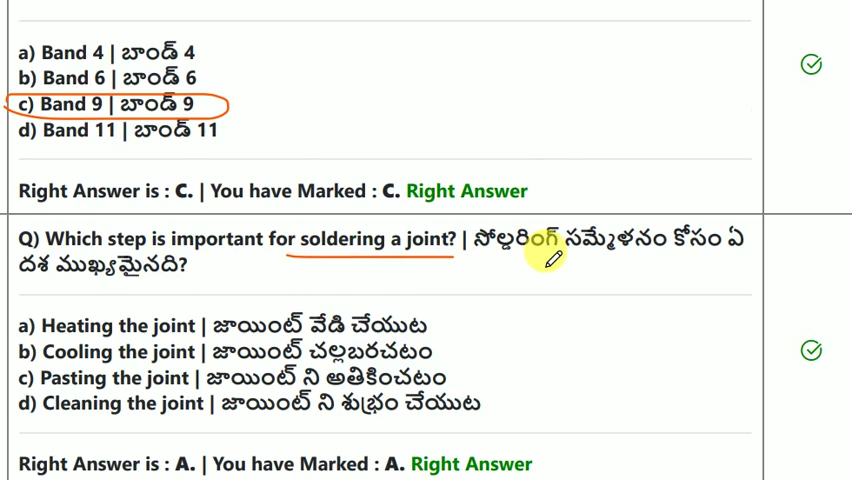 a) Band 4 | బాండ్ 4
b) Band 6 | బాండ్ 6
c) Band 9 | బాండ్ 9
d) Band 11 | బాండ్ 11
Right Answer is : C. | You have Marked : C. Right Answer
Q) Which step is important for soldering a joint? | సోల్డరింగ్ సమ్మేళనం కోసం ఏ
దశ ముఖ్యమైనది?
a) Heating the joint | జాయింట్ వేడి చేయుట
b) Cooling the joint | జాయింట్ చల్లబరచటం
c) Pasting the joint | జాయింట్ ని అతికించటం
d) Cleaning the joint | జాయింట్ ని శుభ్రం చేయుట
Right Answer is : A. | You have Marked : A. Right Answer